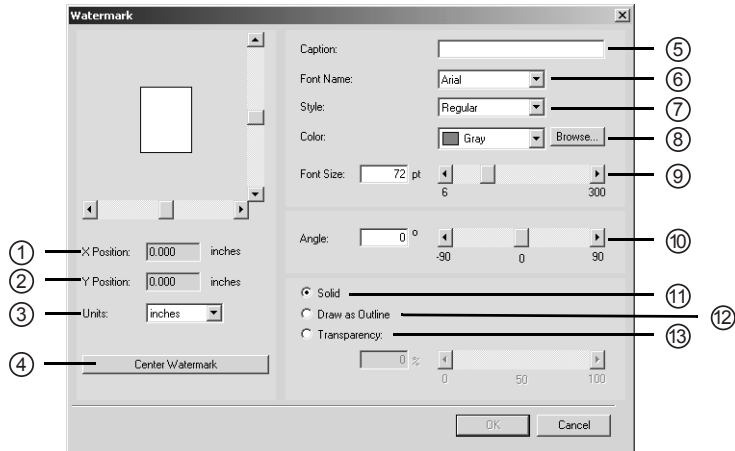 Watermark
Caption:
⑤
Font Name:
Arial
⑥
Style:
Regular
⑦
Color:
Gray
Browse...
⑧
Font Size:
72 pt
⑨
6
300
Angle:
0 °
⑩
-90
0
90
① X Position: 0.000 inches
② Y Position: 0.000 inches
③ Units: inches
④ Center Watermark
Solid
⑪
Draw as Outline
⑫
Transparency:
⑬
0 %
0
50
100
OK
Cancel